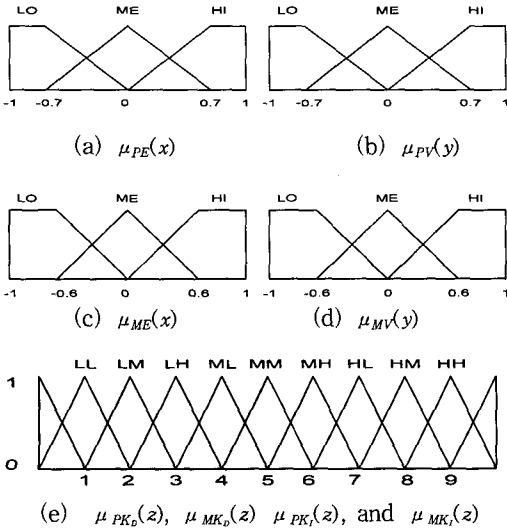 LO ME HI
LO ME HI
-1 -0.7 0 0.7 1
-1 -0.7 0 0.7 1
(a) μPE(x)
(b) μPV(y)
LO ME HI
LO ME HI
-1 -0.6 0 0.6 1
-1 -0.6 0 0.6 1
(c) μME(x)
(d) μMV(y)
LL LM LH ML MM MH HL HM HH
1
0
1 2 3 4 5 6 7 8 9
(e) μPKD(z), μMKD(z) μPKI(z), and μMKI(z)